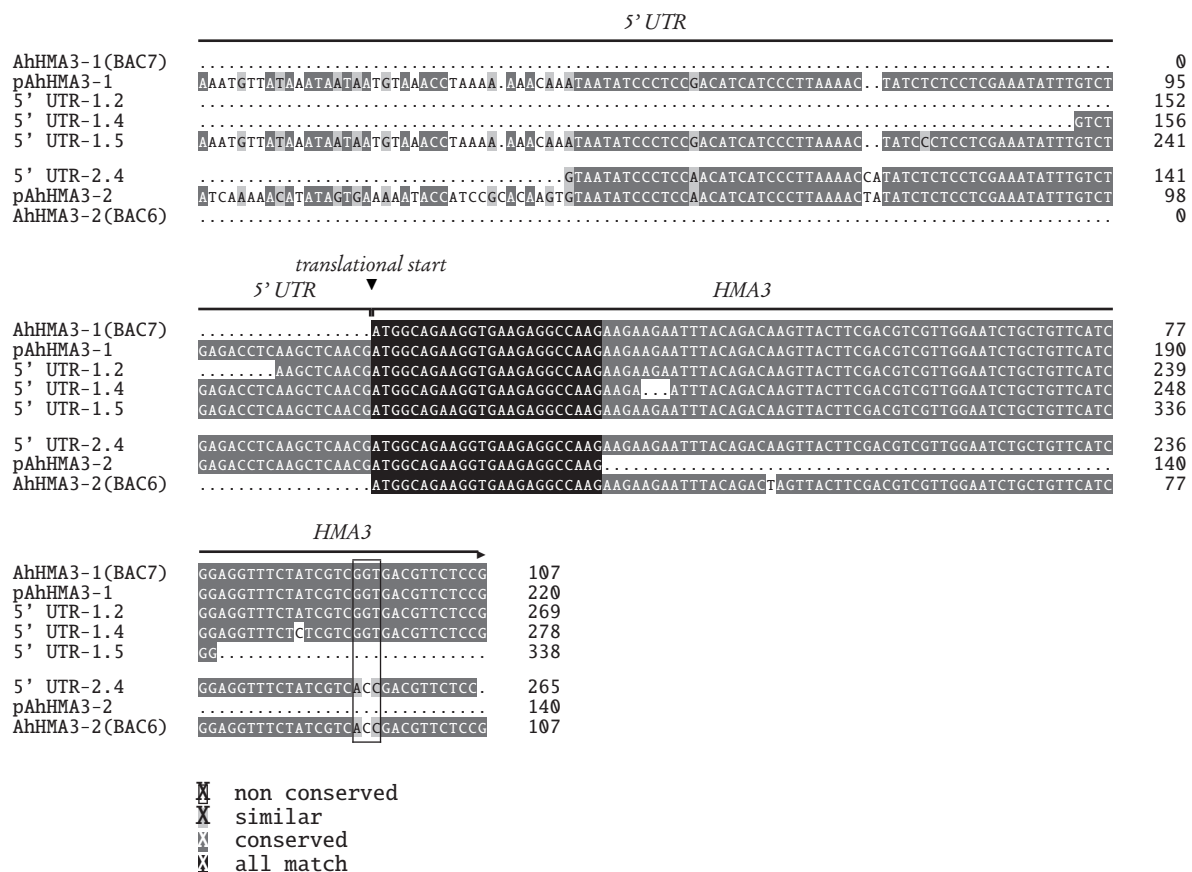 5’ UTR
AhHMA3-1(BAC7) ............................................................................................... 0
pAhHMA3-1 AAATGTTATAAATAATAATGTAAACCTAAAA.AAACAAATAATATCCCTCCGACATCATCCCTTAAAAC..TATCTCTCCTCGAAATATTTGTCT 95
5’ UTR-1.2 ............................................................................................... 152
5’ UTR-1.4 ...........................................................................................GTCT 156
5’ UTR-1.5 AAATGTTATAAATAATAATGTAAACCTAAAA.AAACAAATAATATCCCTCCGACATCATCCCTTAAAAC..TATCCCTCCTCGAAATATTTGTCT 241
5’ UTR-2.4 ......................................GTAATATCCCTCCAACATCATCCCTTAAAACCATATCTCTCCTCGAAATATTTGTCT 141
pAhHMA3-2 ATCAAAAACATATAGTGAAAAATACCATCCGCACAAGTGTAATATCCCTCCAACATCATCCCTTAAAACTATATCTCTCCTCGAAATATTTGTCT 98
AhHMA3-2(BAC6) ............................................................................................... 0
translational start
5’ UTR HMA3
AhHMA3-1(BAC7) ..................ATGGCAGAAGGTGAAGAGGCCAAGAAGAAGAATTTACAGACAAGTTACTTCGACGTCGTTGGAATCTGCTGTTCATC 77
pAhHMA3-1 GAGACCTCAAGCTCAACGATGGCAGAAGGTGAAGAGGCCAAGAAGAAGAATTTACAGACAAGTTACTTCGACGTCGTTGGAATCTGCTGTTCATC 190
5’ UTR-1.2 ........AAGCTCAACGATGGCAGAAGGTGAAGAGGCCAAGAAGAAGAATTTACAGACAAGTTACTTCGACGTCGTTGGAATCTGCTGTTCATC 239
5’ UTR-1.4 GAGACCTCAAGCTCAACGATGGCAGAAGGTGAAGAGGCCAAGAAGA...ATTTACAGACAAGTTACTTCGACGTCGTTGGAATCTGCTGTTCATC 248
5’ UTR-1.5 GAGACCTCAAGCTCAACGATGGCAGAAGGTGAAGAGGCCAAGAAGAAGAATTTACAGACAAGTTACTTCGACGTCGTTGGAATCTGCTGTTCATC 336
5’ UTR-2.4 GAGACCTCAAGCTCAACGATGGCAGAAGGTGAAGAGGCCAAGAAGAAGAATTTACAGACAAGTTACTTCGACGTCGTTGGAATCTGCTGTTCATC 236
pAhHMA3-2 GAGACCTCAAGCTCAACGATGGCAGAAGGTGAAGAGGCCAAG..................................................... 140
AhHMA3-2(BAC6) ..................ATGGCAGAAGGTGAAGAGGCCAAGAAGAAGAATTTACAGACTAGTTACTTCGACGTCGTTGGAATCTGCTGTTCATC 77
HMA3
AhHMA3-1(BAC7) GGAGGTTTCTATCGTCGGTGACGTTCTCCG 107
pAhHMA3-1 GGAGGTTTCTATCGTCGGTGACGTTCTCCG 220
5’ UTR-1.2 GGAGGTTTCTATCGTCGGTGACGTTCTCCG 269
5’ UTR-1.4 GGAGGTTTCTCTCGTCGGTGACGTTCTCCG 278
5’ UTR-1.5 GG............................ 338
5’ UTR-2.4 GGAGGTTTCTATCGTCACCGACGTTCTCC. 265
pAhHMA3-2 .............................. 140
AhHMA3-2(BAC6) GGAGGTTTCTATCGTCACCGACGTTCTCCG 107
X non conserved
X similar
X conserved
X all match